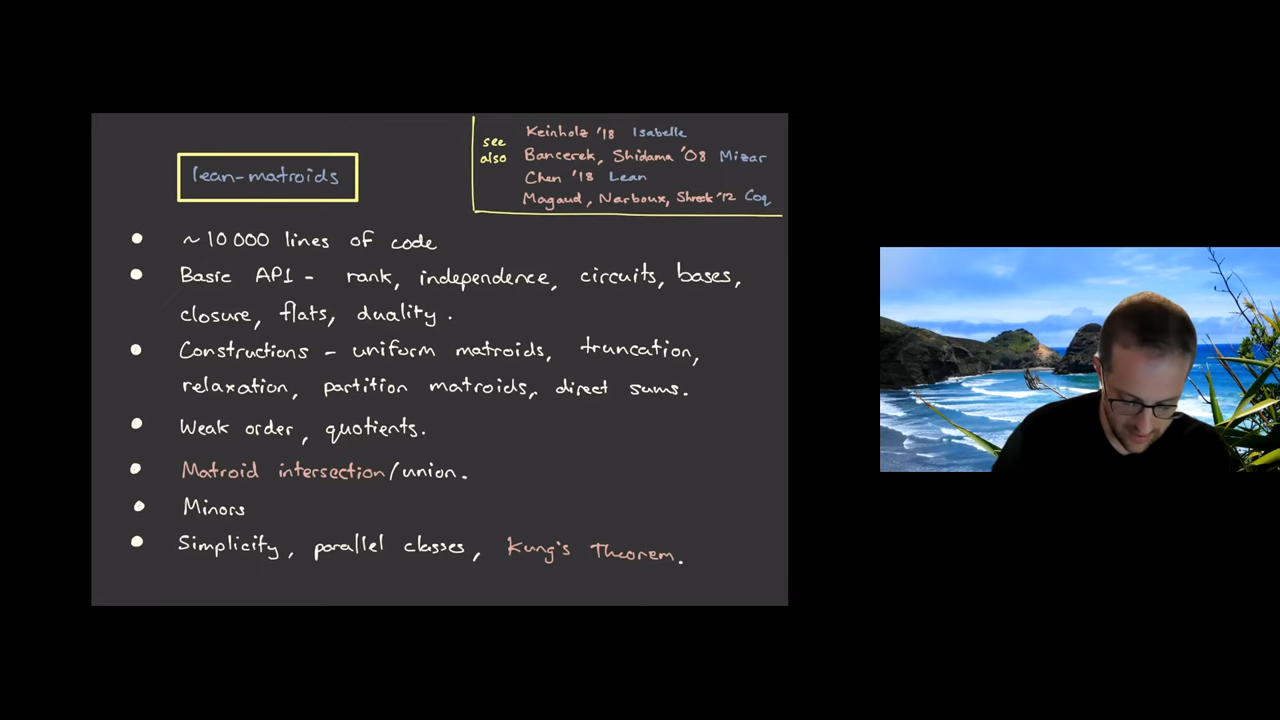 lean-matroids
see also
Keinholz '18 Isabelle
Bancerek, Shidama '08 Mizar
Chen '18 Lean
Magaud, Narboux, Shreck '12 Coq
• ~10 000 lines of code
• Basic API - rank, independence, circuits, bases,
closure, flats, duality.
• Constructions - uniform matroids, truncation,
relaxation, partition matroids, direct sums.
• Weak order, quotients.
• Matroid intersection/union.
• Minors
• Simplicity, parallel classes, Kung's Theorem.